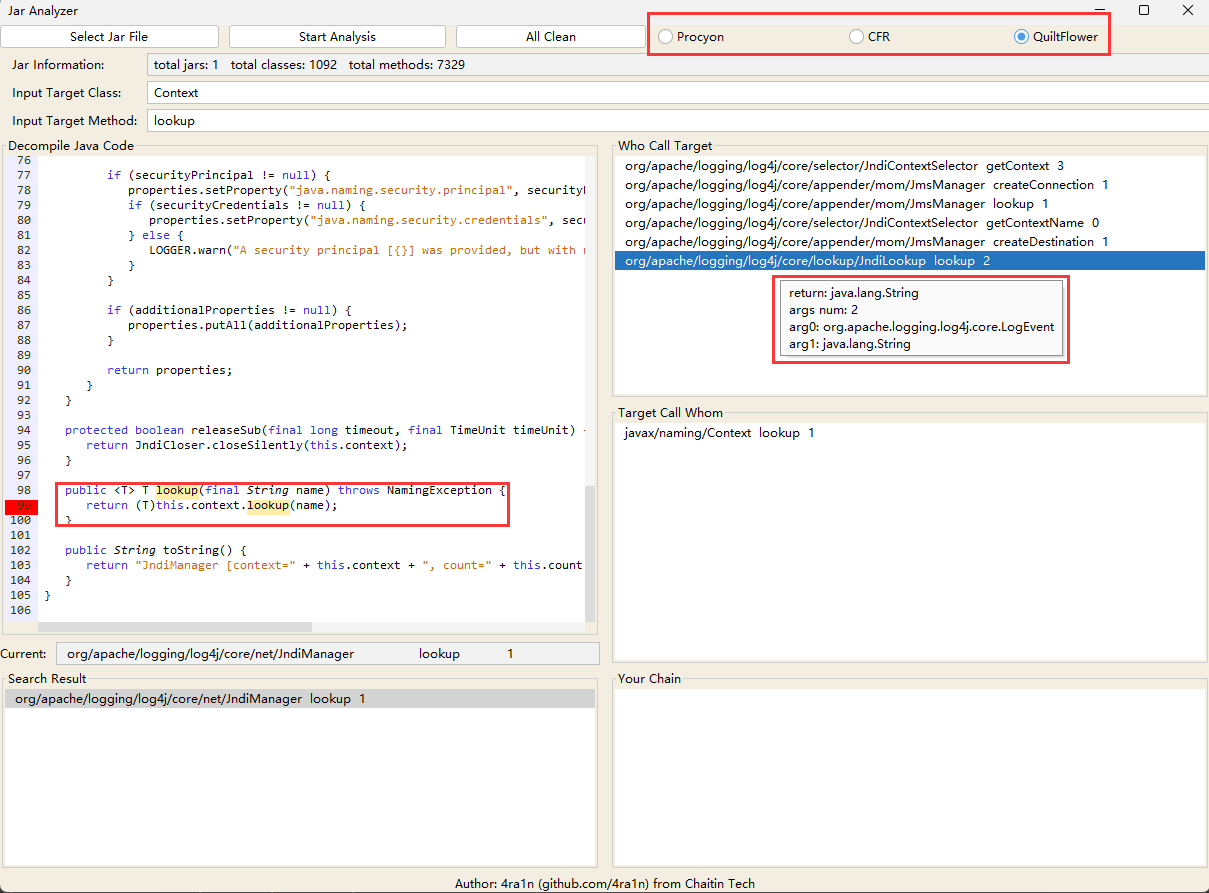 Jar Analyzer
Select Jar File Start Analysis All Clean Procyon CFR QuiltFlower
Jar Information: total jars: 1 total classes: 1092 total methods: 7329
Input Target Class: Context
Input Target Method: lookup
Decompile Java Code
76
77 if (securityPrincipal != null) {
78 properties.setProperty("java.naming.security.principal",
79 if (securityCredentials != null) {
80 properties.setProperty("java.naming.security.credentials",
81 } else {
82 LOGGER.warn("A security principal [{}] was provided, but with
83 }
84 }
85
86 if (additionalProperties != null) {
87 properties.putAll(additionalProperties);
88 }
89
90 return properties;
91 }
92 }
93
94 protected boolean releaseSub(final long timeout, final TimeUnit timeUnit)
95 return JndiCloser.closeSilently(this.context);
96 }
97
98 public <T> T lookup(final String name) throws NamingException {
99 return (T)this.context.lookup(name);
100 }
101
102 public String toString() {
103 return "JndiManager [context=" + this.context + ", count=" + this.count
104 }
105 }
106
Current: org/apache/logging/log4j/core/net/JndiManager lookup 1
Search Result
org/apache/logging/log4j/core/net/JndiManager lookup 1
Who Call Target
org/apache/logging/log4j/core/selector/JndiContextSelector getContext 3
org/apache/logging/log4j/core/appender/mom/JmsManager createConnection 1
org/apache/logging/log4j/core/appender/mom/JmsManager lookup 1
org/apache/logging/log4j/core/selector/JndiContextSelector getContextName 0
org/apache/logging/log4j/core/appender/mom/JmsManager createDestination 1
org/apache/logging/log4j/core/lookup/JndiLookup lookup 2
return: java.lang.String
args num: 2
arg0: org.apache.logging.log4j.core.LogEvent
arg1: java.lang.String
Target Call Whom
javax/naming/Context lookup 1
Your Chain
Author: 4ra1n (github.com/4ra1n) from Chaitin Tech